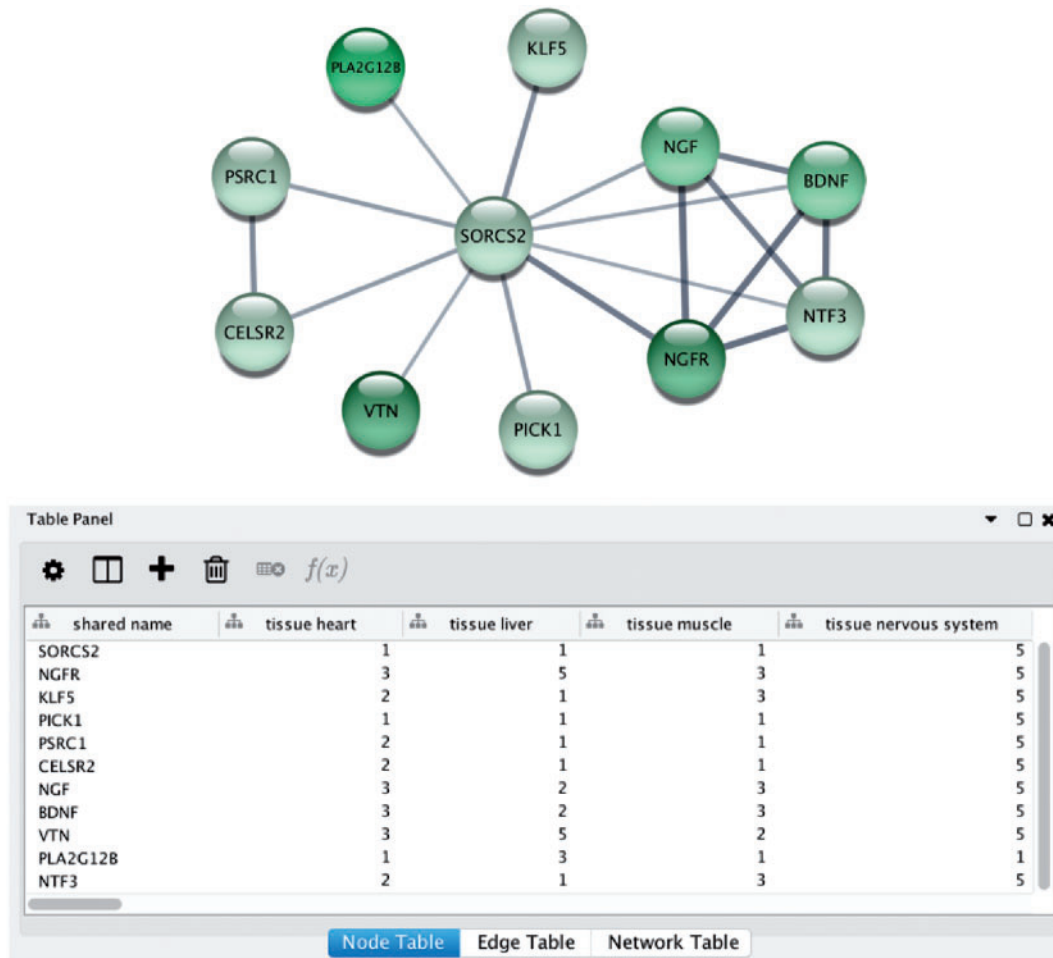 KLF5
PLA2G12B
NGF
PSRC1
BDNF
SORCS2
NTF3
CELSR2
NGFR
VTN
PICK1
Table Panel
f(x)
shared name tissue heart tissue liver tissue muscle tissue nervous system
SORCS2 1 1 1 5
NGFR 3 5 3 5
KLF5 2 1 3 5
PICK1 1 1 1 5
PSRC1 2 1 1 5
CELSR2 2 1 1 5
NGF 3 2 3 5
BDNF 3 2 3 5
VTN 3 5 2 5
PLA2G12B 1 3 1 1
NTF3 2 1 3 5
Node Table Edge Table Network Table